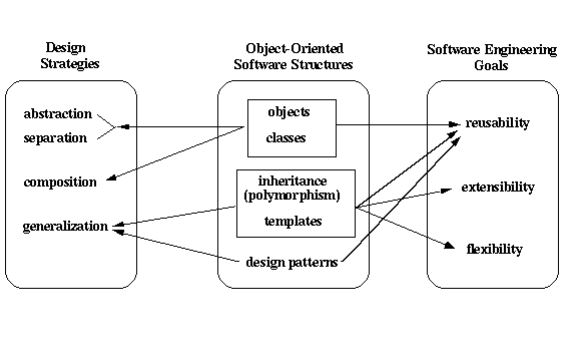 Design
Strategies
abstraction
separation
composition
generalization
Object-Oriented
Software Structures
objects
classes
inheritance
(polymorphism)
templates
design patterns
Software Engineering
Goals
reusability
extensibility
flexibility